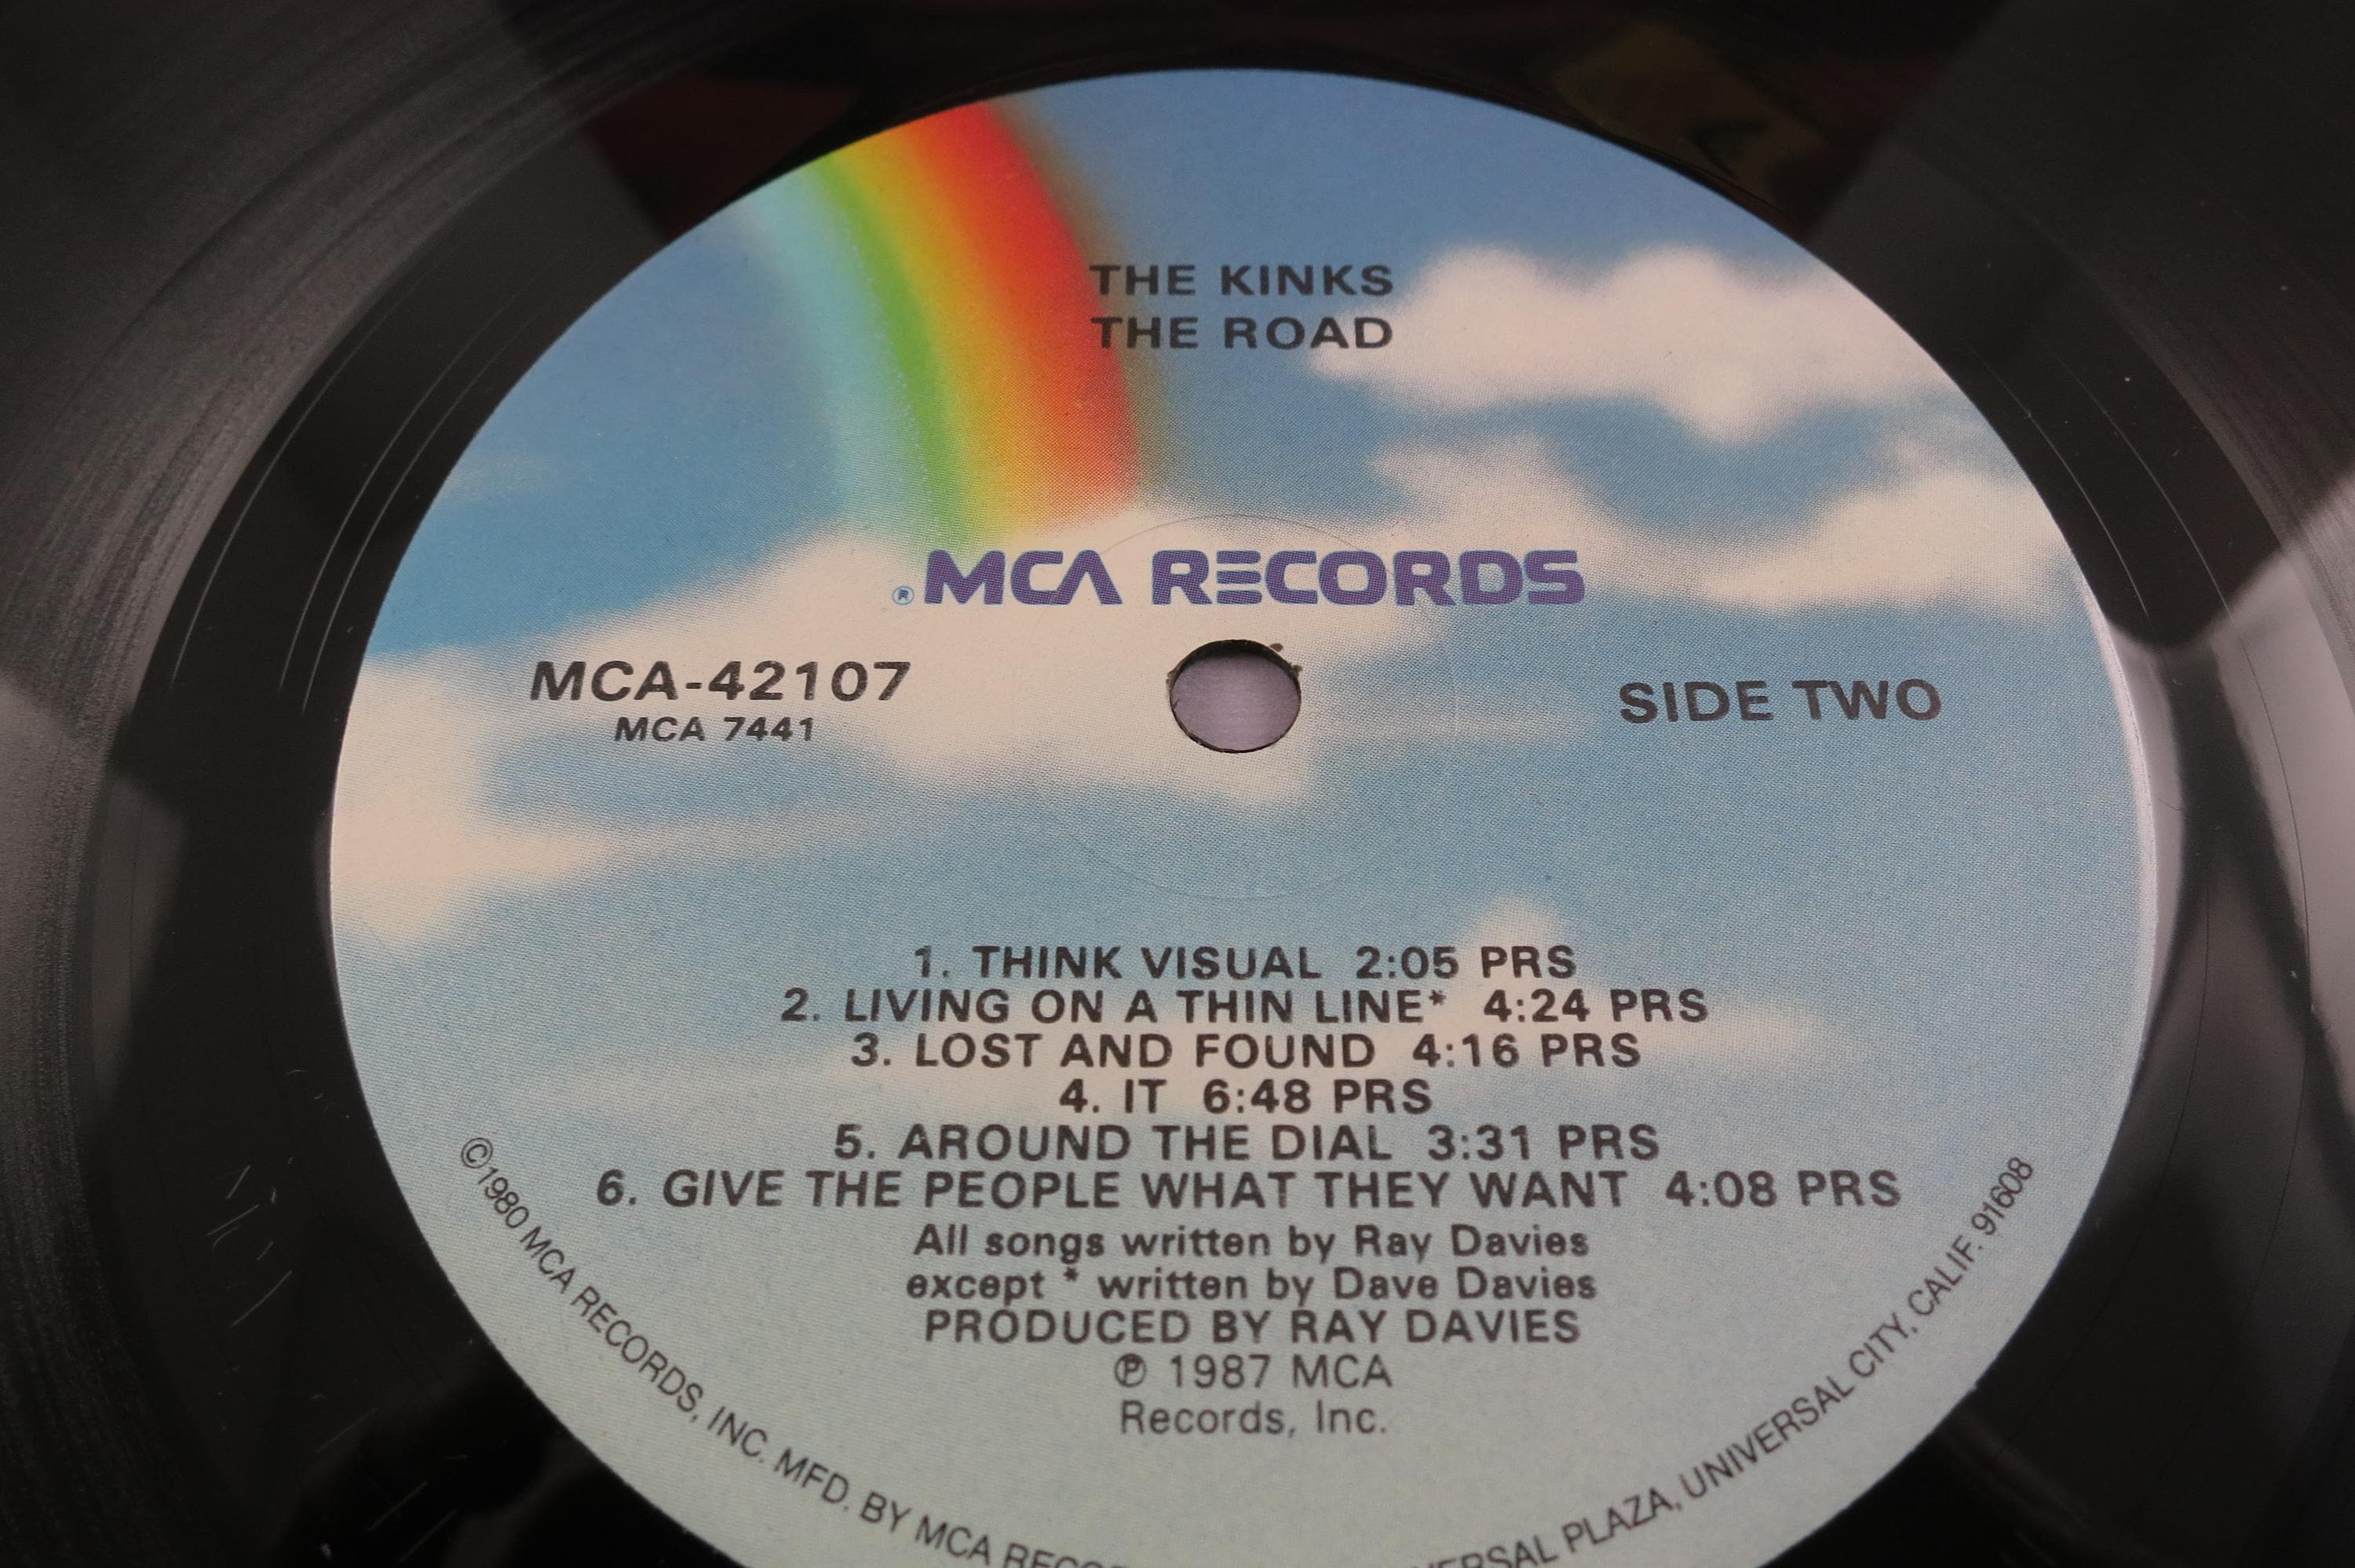 THE KINKS
THE ROAD
® MCA RECORDS
MCA-42107
MCA 7441
SIDE TWO
1. THINK VISUAL 2:05 PRS
2. LIVING ON A THIN LINE* 4:24 PRS
3. LOST AND FOUND 4:16 PRS
4. IT 6:48 PRS
5. AROUND THE DIAL 3:31 PRS
6. GIVE THE PEOPLE WHAT THEY WANT 4:08 PRS
All songs written by Ray Davies
except * written by Dave Davies
PRODUCED BY RAY DAVIES
℗ 1987 MCA
Records, Inc.
©1980 MCA RECORDS, INC. MFD. BY MCA PLAZA, UNIVERSAL CITY, CALIF. 91608